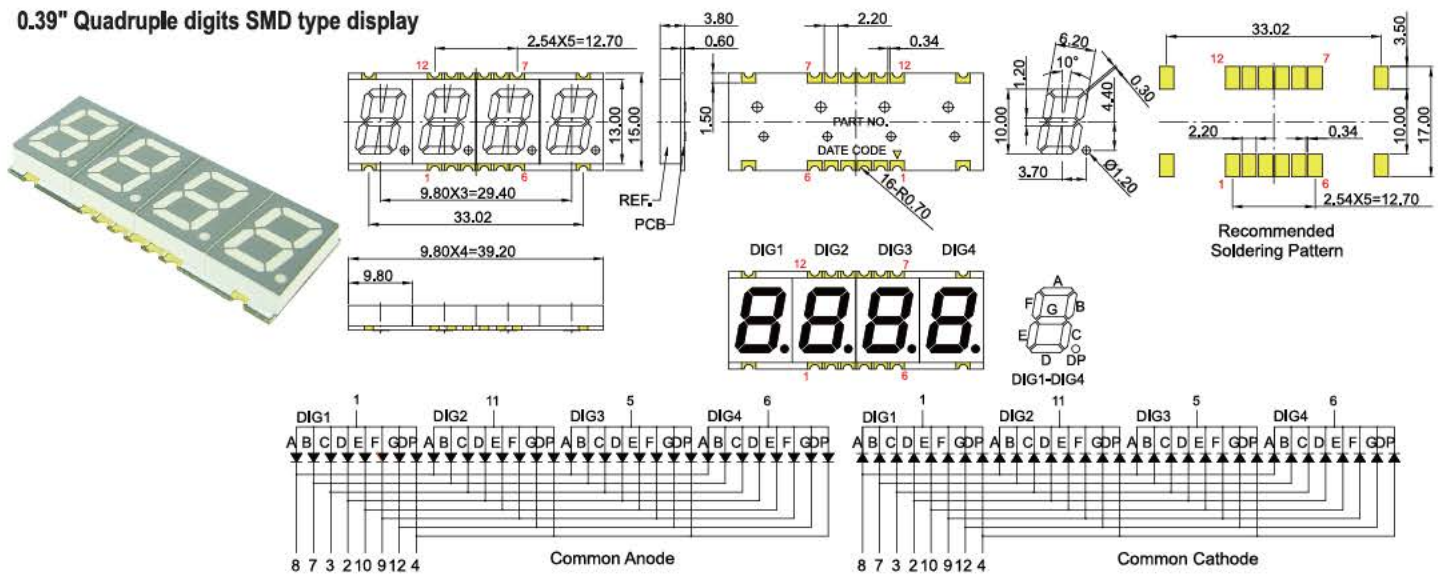 0.39" Quadruple digits SMD type display
2.54X5=12.70
12
7
13.00
15.00
1
6
9.80X3=29.40
33.02
3.80
0.60
REF.
PCB
2.20
0.34
7
12
1.50
PART NO.
DATE CODE
6
1
16-R0.70
6.20
10°
1.20
0.30
10.00
4.40
3.70
Ø1.20
33.02
3.50
12
7
2.20
0.34
10.00
17.00
1
6
2.54X5=12.70
Recommended
Soldering Pattern
9.80X4=39.20
9.80
DIG1 DIG2 DIG3 DIG4
12
7
8.8.8.8.
1
6
A
F
B
G
E
C
D
DP
DIG1-DIG4
1 11 5 6
DIG1 DIG2 DIG3 DIG4
A B C D E F G DP A B C D E F G DP A B C D E F G DP A B C D E F G DP
8 7 3 2 10 9 12 4
Common Anode
1 11 5 6
DIG1 DIG2 DIG3 DIG4
A B C D E F G DP A B C D E F G DP A B C D E F G DP A B C D E F G DP
8 7 3 2 10 9 12 4
Common Cathode